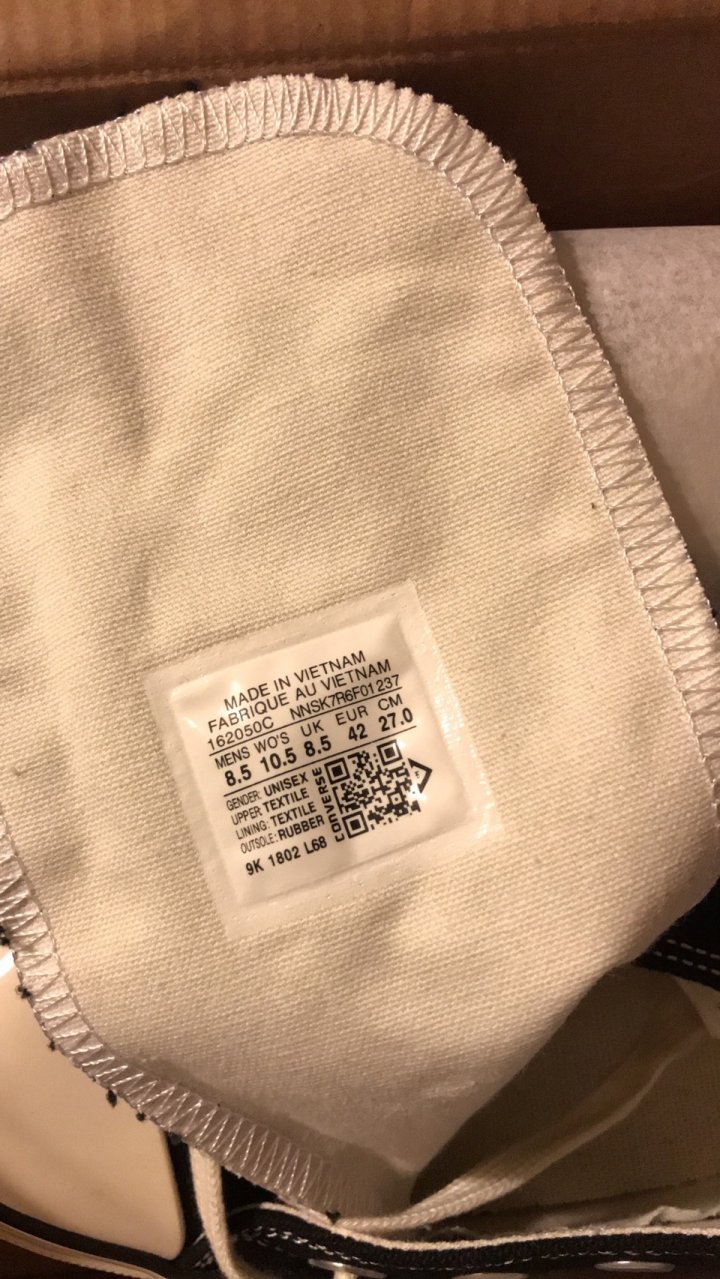 MADE IN VIETNAM
FABRIQUE AU VIETNAM
162050C NNSK7R6F01237
MENS WO'S UK EUR CM
8.5 10.5 8.5 42 27.0
GENDER: UNISEX
UPPER TEXTILE
LINING: TEXTILE
OUTSOLE: RUBBER
CONVERSE
F
9K 1802 L68